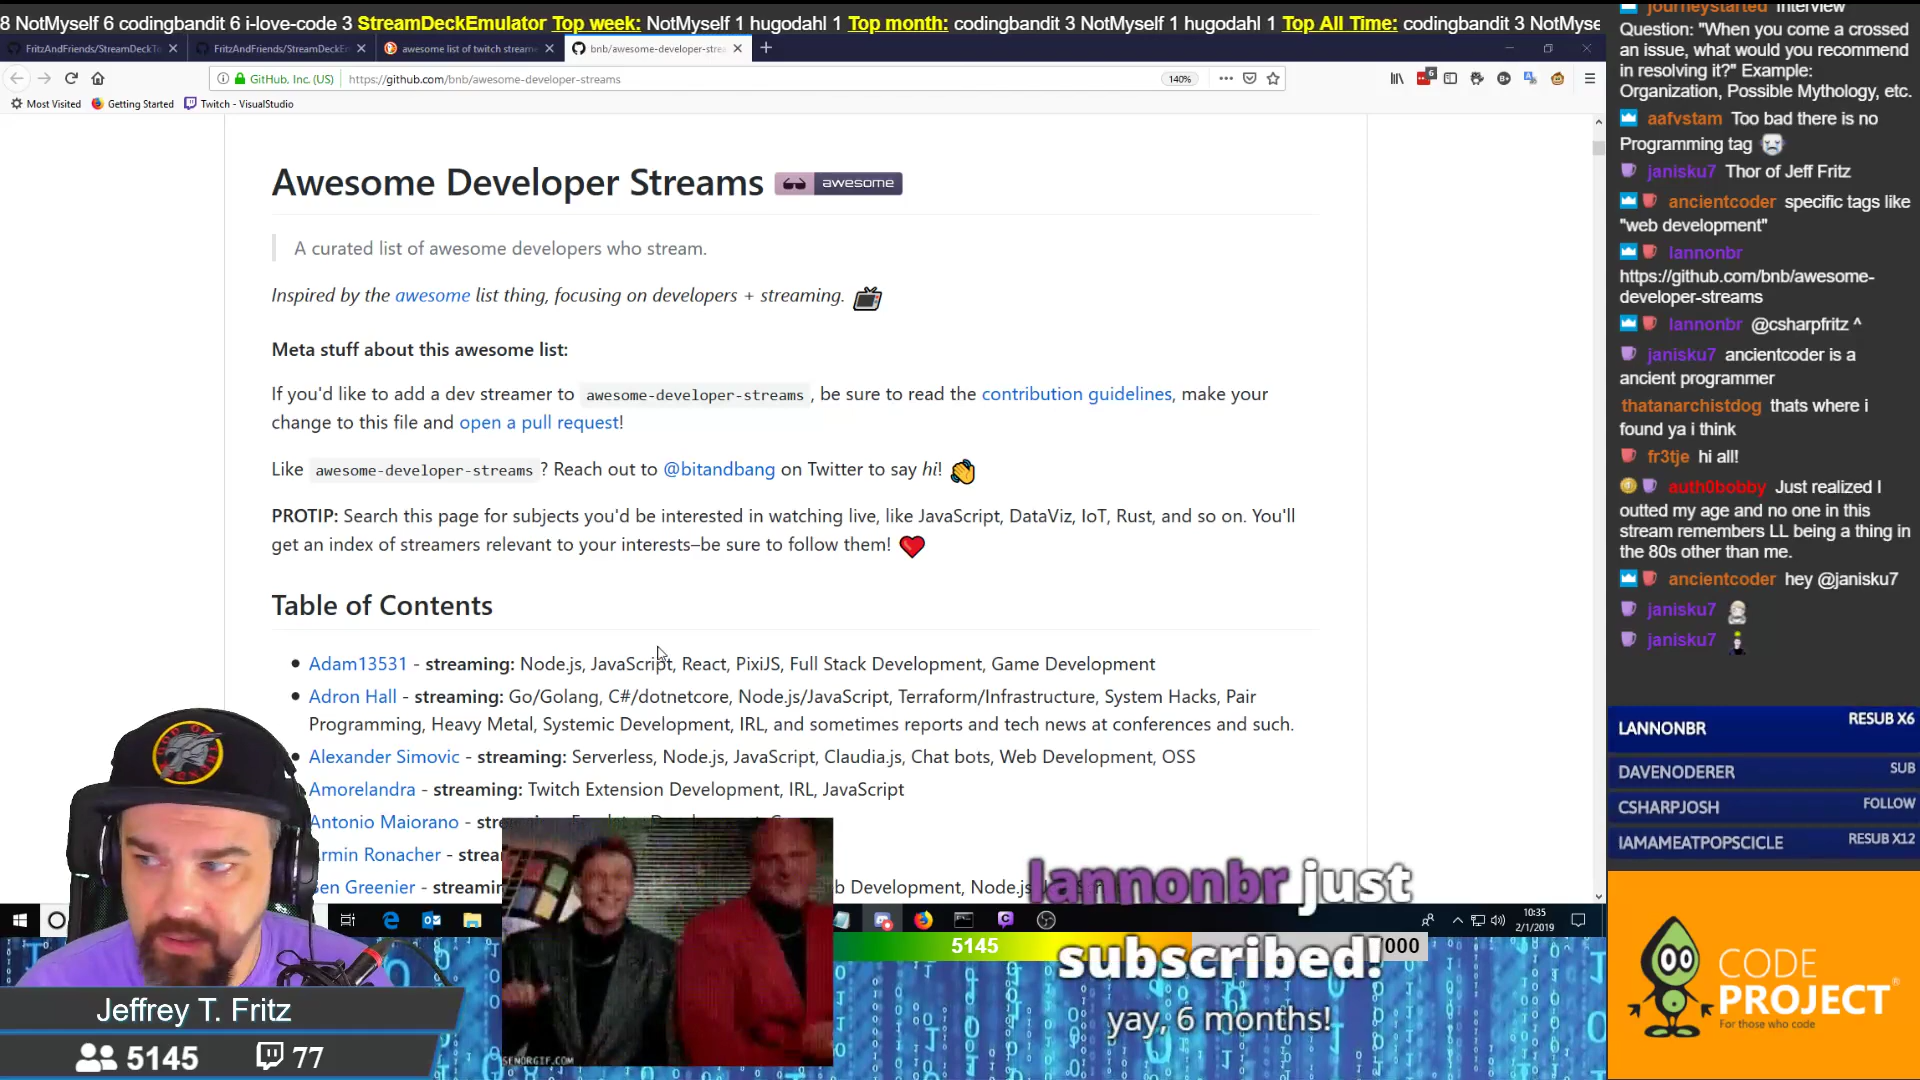 8 NotMyself 6 codingbandit 6 i-love-code 3 StreamDeckEmulator Top week: NotMyself 1 hugodahl 1 Top month: codingbandit 3 NotMyself 1 hugodahl 1 Top All Time: codingbandit 3 NotMyse
FritzAndFriends/StreamDeckTo
FritzAndFriends/StreamDeckEm
awesome list of twitch streame
bnb/awesome-developer-strea
GitHub, Inc. (US)
https://github.com/bnb/awesome-developer-streams
140%
6
Most Visited
Getting Started
Twitch - VisualStudio
Awesome Developer Streams
awesome
A curated list of awesome developers who stream.
Inspired by the awesome list thing, focusing on developers + streaming.
Meta stuff about this awesome list:
If you'd like to add a dev streamer to awesome-developer-streams , be sure to read the contribution guidelines, make your
change to this file and open a pull request!
Like awesome-developer-streams ? Reach out to @bitandbang on Twitter to say hi!
PROTIP: Search this page for subjects you'd be interested in watching live, like JavaScript, DataViz, IoT, Rust, and so on. You'll
get an index of streamers relevant to your interests–be sure to follow them!
Table of Contents
Adam13531 - streaming: Node.js, JavaScript, React, PixiJS, Full Stack Development, Game Development
Adron Hall - streaming: Go/Golang, C#/dotnetcore, Node.js/JavaScript, Terraform/Infrastructure, System Hacks, Pair
Programming, Heavy Metal, Systemic Development, IRL, and sometimes reports and tech news at conferences and such.
Alexander Simovic - streaming: Serverless, Node.js, JavaScript, Claudia.js, Chat bots, Web Development, OSS
Amorelandra - streaming: Twitch Extension Development, IRL, JavaScript
Antonio Maiorano - stre
rmin Ronacher - strea
en Greenier - streamin
b Development, Node.js
journeystarted Interview
Question: "When you come a crossed
an issue, what would you recommend
in resolving it?" Example:
Organization, Possible Mythology, etc.
aafvstam Too bad there is no
Programming tag
janisku7 Thor of Jeff Fritz
ancientcoder specific tags like
"web development"
lannonbr
https://github.com/bnb/awesome-
developer-streams
lannonbr @csharpfritz ^
janisku7 ancientcoder is a
ancient programmer
thatanarchistdog thats where i
found ya i think
fr3tje hi all!
auth0bobby Just realized I
outted my age and no one in this
stream remembers LL being a thing in
the 80s other than me.
ancientcoder hey @janisku7
janisku7
janisku7
LANNONBR RESUB X6
DAVENODERER SUB
CSHARPJOSH FOLLOW
IAMAMEATPOPSCICLE RESUB X12
CODE
PROJECT
For those who code
10:35
2/1/2019
lannonbr just
subscribed!
yay, 6 months!
5145
000
SENORGIF.COM
Jeffrey T. Fritz
5145
77